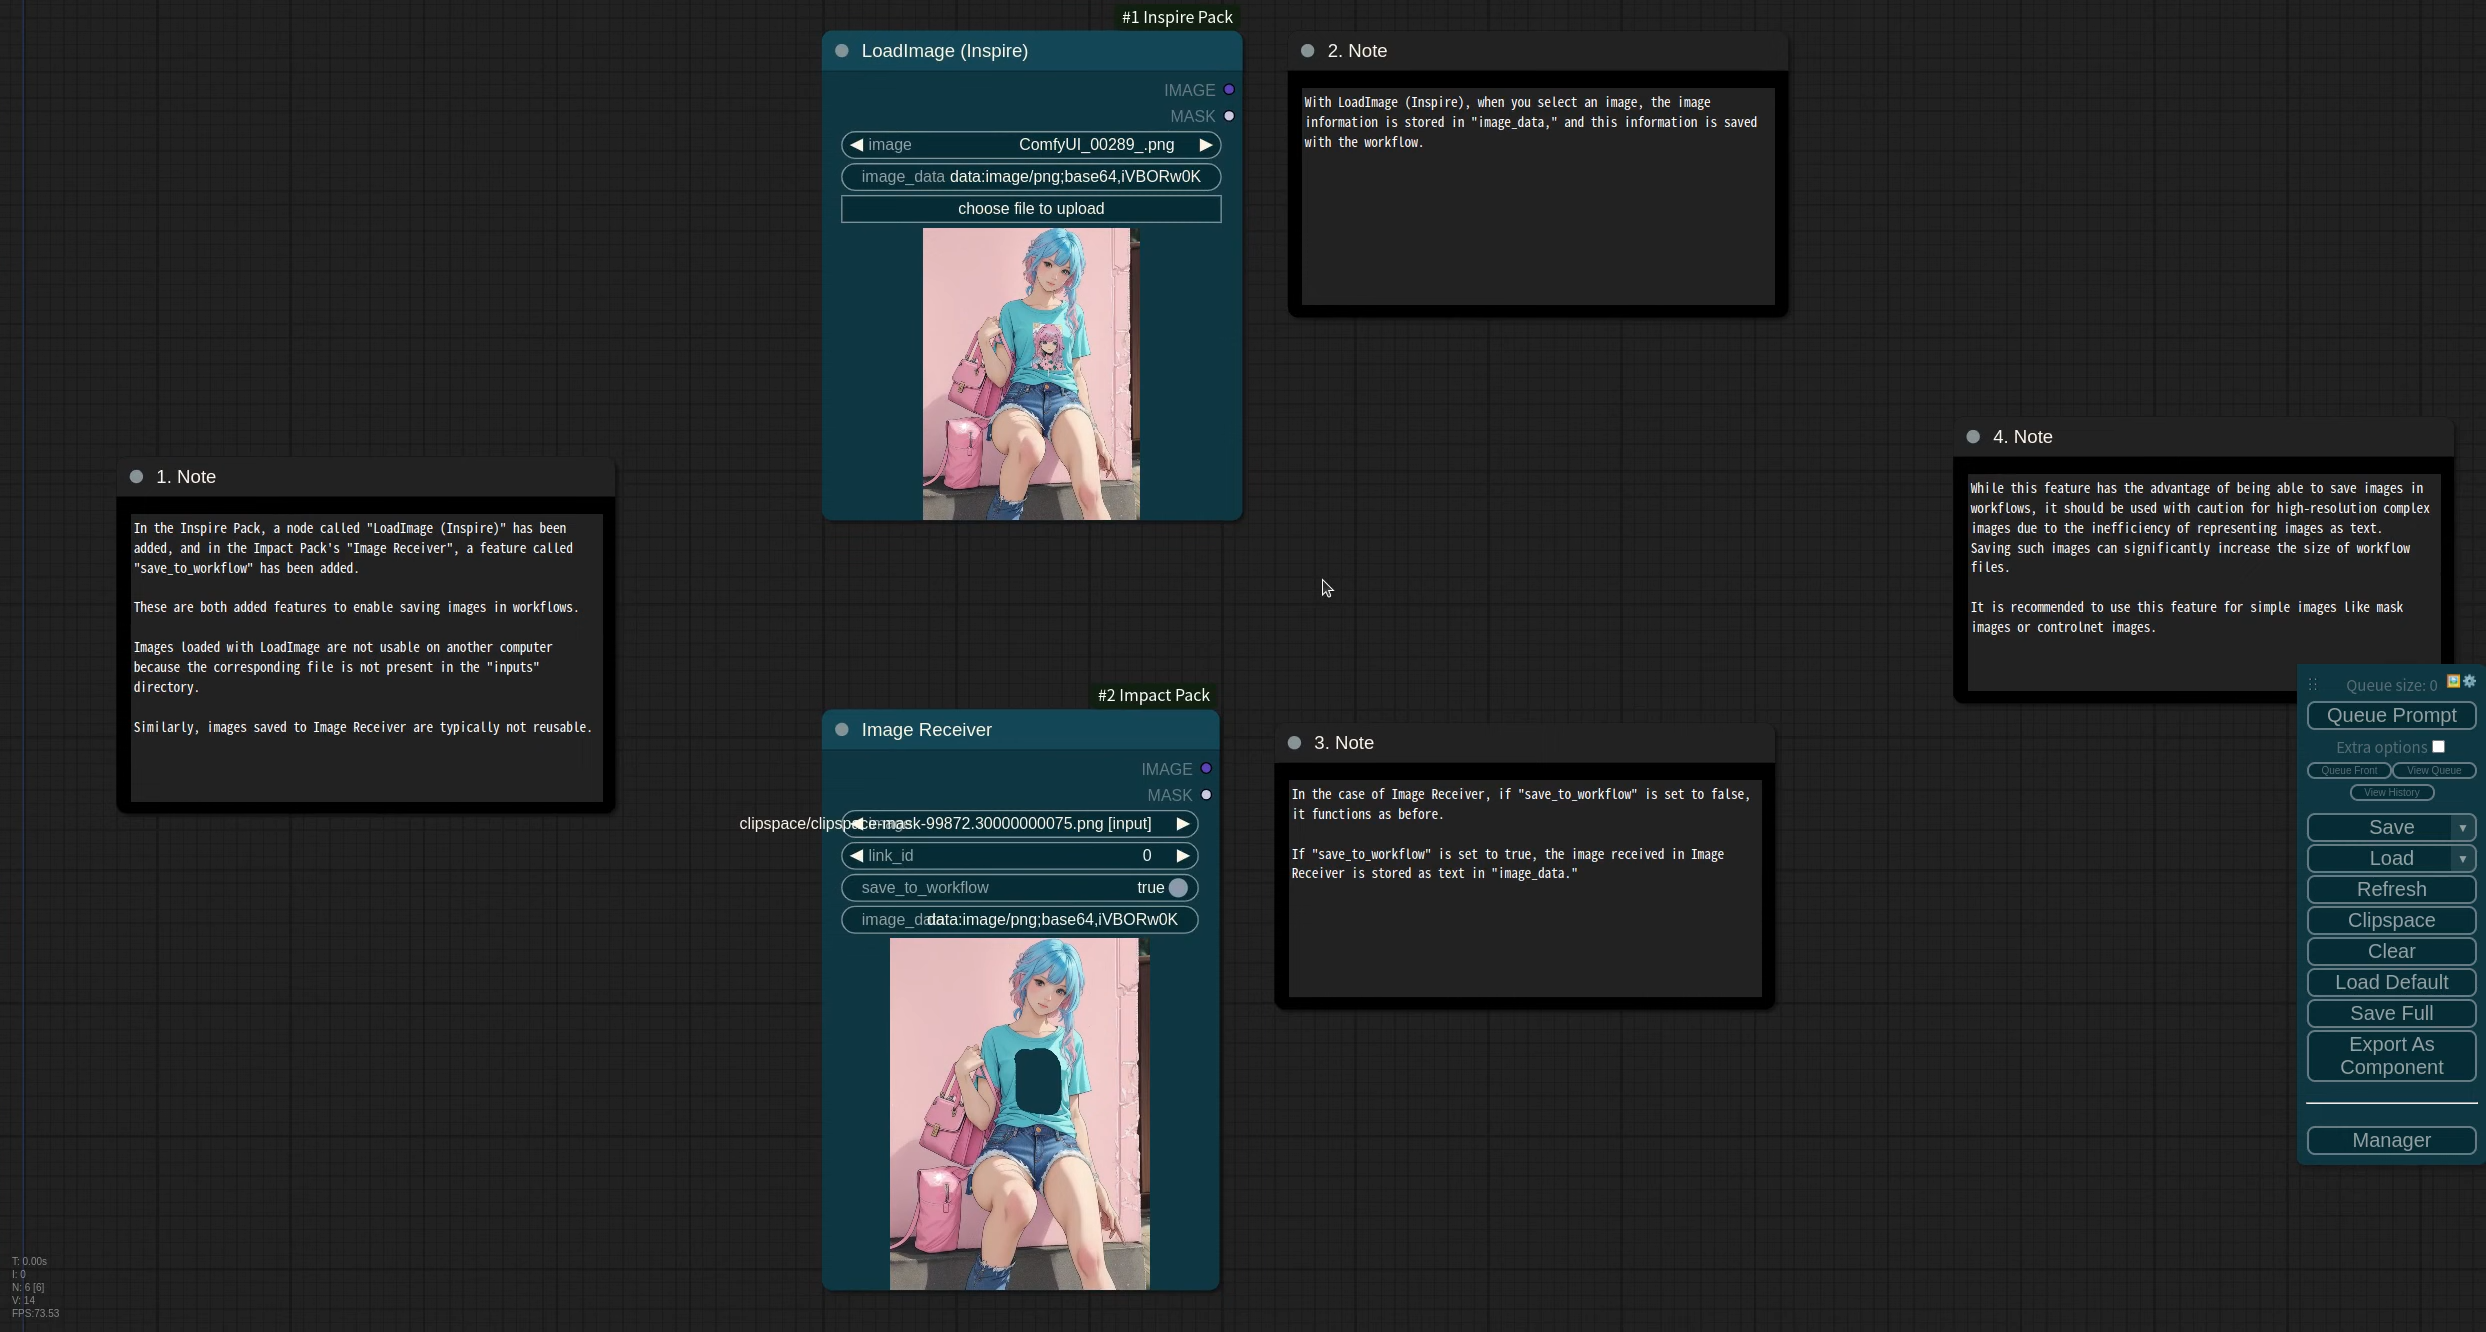 #1 Inspire Pack
LoadImage (Inspire)
IMAGE
MASK
image ComfyUI_00289_.png
image_data data:image/png;base64,iVBORw0K
choose file to upload
2. Note
With LoadImage (Inspire), when you select an image, the image
information is stored in "image_data," and this information is saved
with the workflow.
1. Note
In the Inspire Pack, a node called "LoadImage (Inspire)" has been
added, and in the Impact Pack's "Image Receiver", a feature called
"save_to_workflow" has been added.
These are both added features to enable saving images in workflows.
Images loaded with LoadImage are not usable on another computer
because the corresponding file is not present in the "inputs"
directory.
Similarly, images saved to Image Receiver are typically not reusable.
4. Note
While this feature has the advantage of being able to save images in
workflows, it should be used with caution for high-resolution complex
images due to the inefficiency of representing images as text.
Saving such images can significantly increase the size of workflow
files.
It is recommended to use this feature for simple images like mask
images or controlnet images.
#2 Impact Pack
Image Receiver
IMAGE
MASK
clipspace/clipspace-mask-99872.30000000075.png [input]
link_id 0
save_to_workflow true
image_data data:image/png;base64,iVBORw0K
3. Note
In the case of Image Receiver, if "save_to_workflow" is set to false,
it functions as before.
If "save_to_workflow" is set to true, the image received in Image
Receiver is stored as text in "image_data."
Queue size: 0
Queue Prompt
Extra options
Queue Front View Queue
View History
Save
Load
Refresh
Clipspace
Clear
Load Default
Save Full
Export As
Component
Manager
T: 0.00s
I: 0
N: 6 [6]
V: 14
FPS:73.53